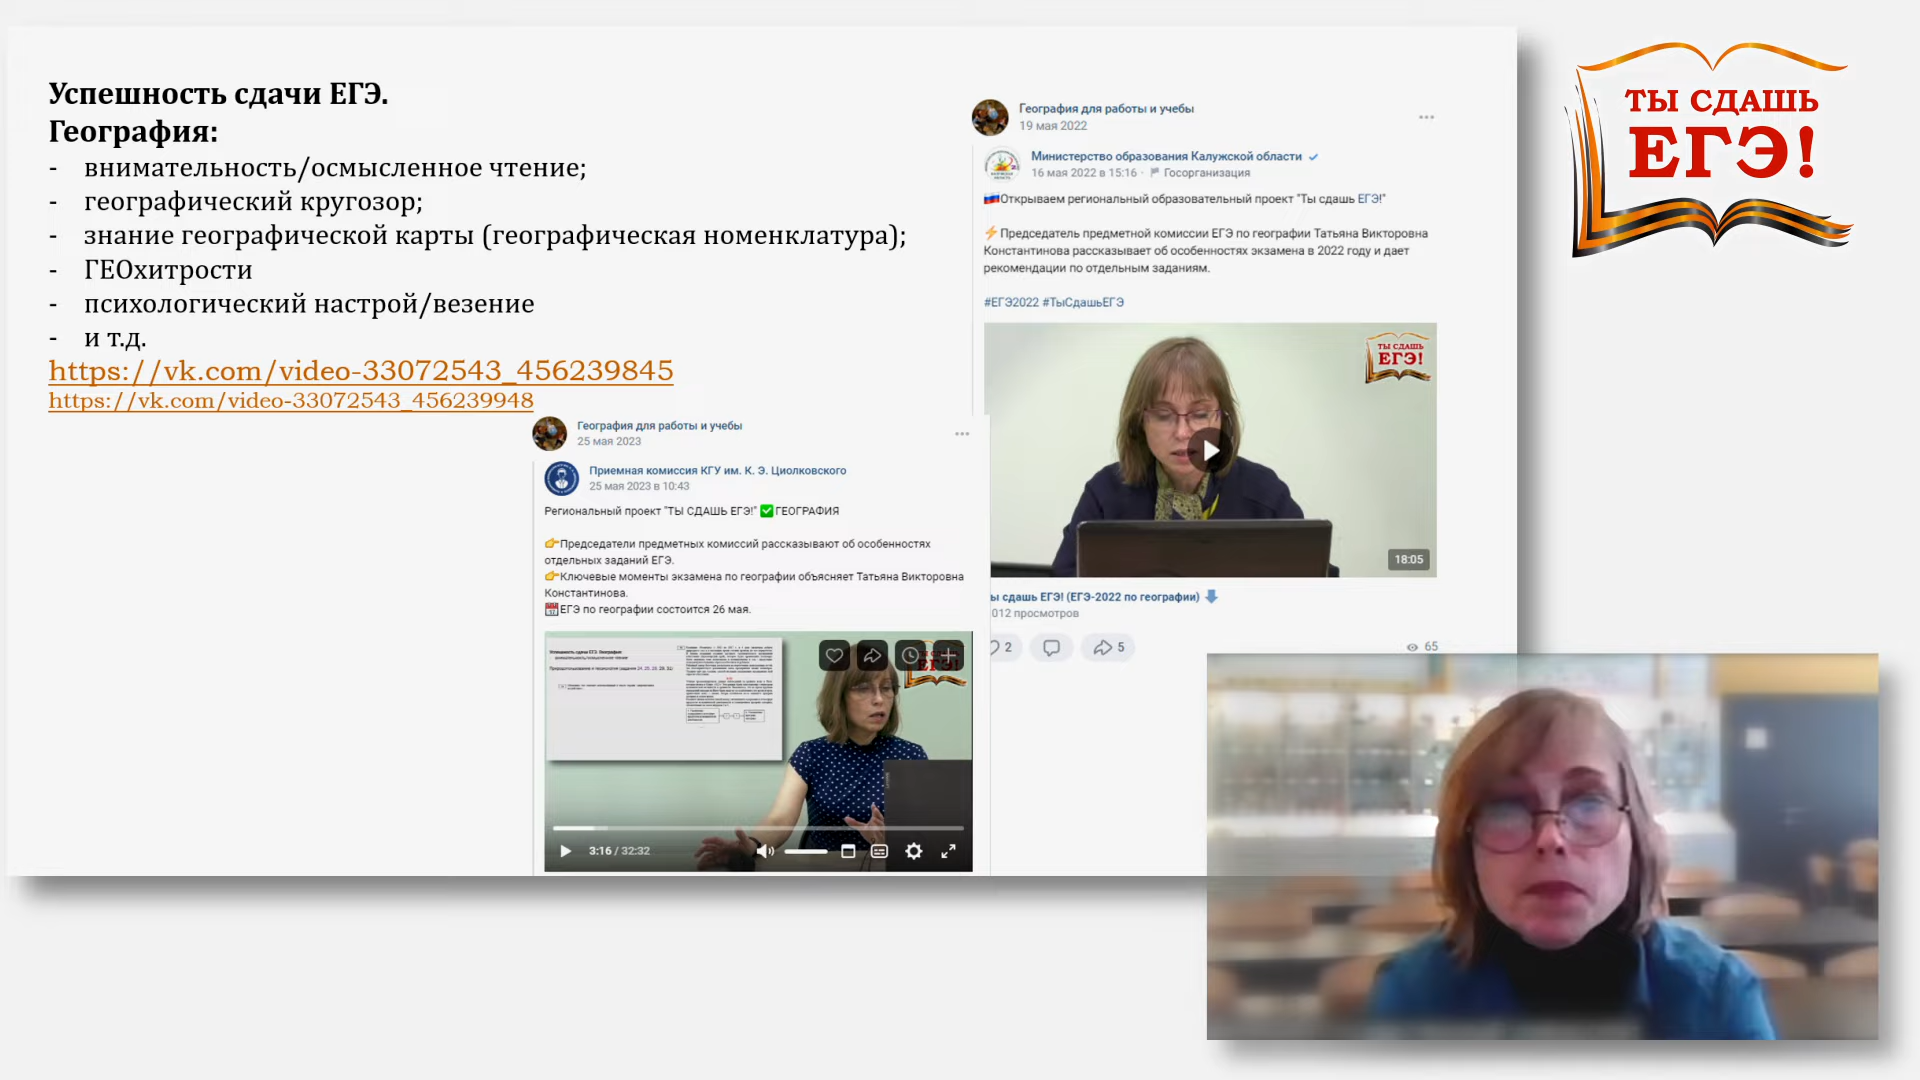 Успешность сдачи ЕГЭ.
География:
- внимательность/осмысленное чтение;
- географический кругозор;
- знание географической карты (географическая номенклатура);
- ГЕОхитрости
- психологический настрой/везение
- и т.д.
https://vk.com/video-33072543_456239845
https://vk.com/video-33072543_456239948
География для работы и учебы
25 мая 2023
Приемная комиссия КГУ им. К. Э. Циолковского
25 мая 2023 в 10:43
Региональный проект "ТЫ СДАШЬ ЕГЭ!" ✅ГЕОГРАФИЯ
👉Председатели предметных комиссий рассказывают об особенностях
отдельных заданий ЕГЭ.
👉Ключевые моменты экзамена по географии объясняет Татьяна Викторовна
Константинова.
📅ЕГЭ по географии состоится 26 мая.
Успешность сдачи ЕГЭ. География:
3:16 / 32:32
География для работы и учебы
19 мая 2022
Министерство образования Калужской области
16 мая 2022 в 15:16 · Госорганизация
🇷🇺Открываем региональный образовательный проект "Ты сдашь ЕГЭ!"
⚡Председатель предметной комиссии ЕГЭ по географии Татьяна Викторовна
Константинова рассказывает об особенностях экзамена в 2022 году и дает
рекомендации по отдельным заданиям.
#ЕГЭ2022 #ТыСдашьЕГЭ
ТЫ СДАШЬ
ЕГЭ!
18:05
ы сдашь ЕГЭ! (ЕГЭ-2022 по географии)
012 просмотров
2
5
65
ТЫ СДАШЬ
ЕГЭ!